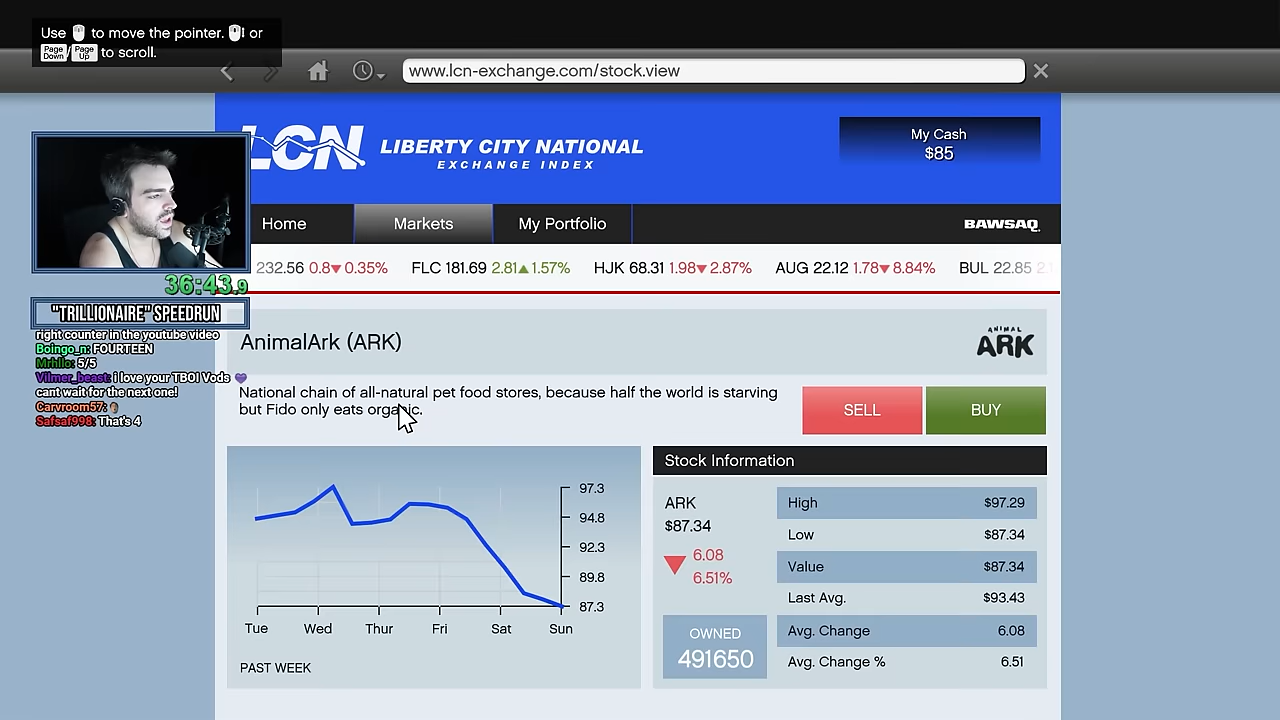 Use to move the pointer. or
Page Down / Page Up to scroll.
www.lcn-exchange.com/stock.view
LCN LIBERTY CITY NATIONAL
EXCHANGE INDEX
My Cash
$85
Home Markets My Portfolio BAWSAQ
232.56 0.8▼0.35% FLC 181.69 2.81▲1.57% HJK 68.31 1.98▼2.87% AUG 22.12 1.78▼8.84% BUL 22.85
36:43.9
"TRILLIONAIRE" SPEEDRUN
right counter in the youtube video
Boingo_n: FOURTEEN
Mrhllo: 5/5
Vilmer_beast: i love your TBOI Vods 💜
cant wait for the next one!
Carvroom57:
Safsaf998: That's 4
AnimalArk (ARK)
ANIMAL
ARK
National chain of all-natural pet food stores, because half the world is starving
but Fido only eats organic.
SELL BUY
97.3
94.8
92.3
89.8
87.3
Tue Wed Thur Fri Sat Sun
PAST WEEK
Stock Information
ARK
$87.34
▼ 6.08
6.51%
OWNED
491650
High $97.29
Low $87.34
Value $87.34
Last Avg. $93.43
Avg. Change 6.08
Avg. Change % 6.51